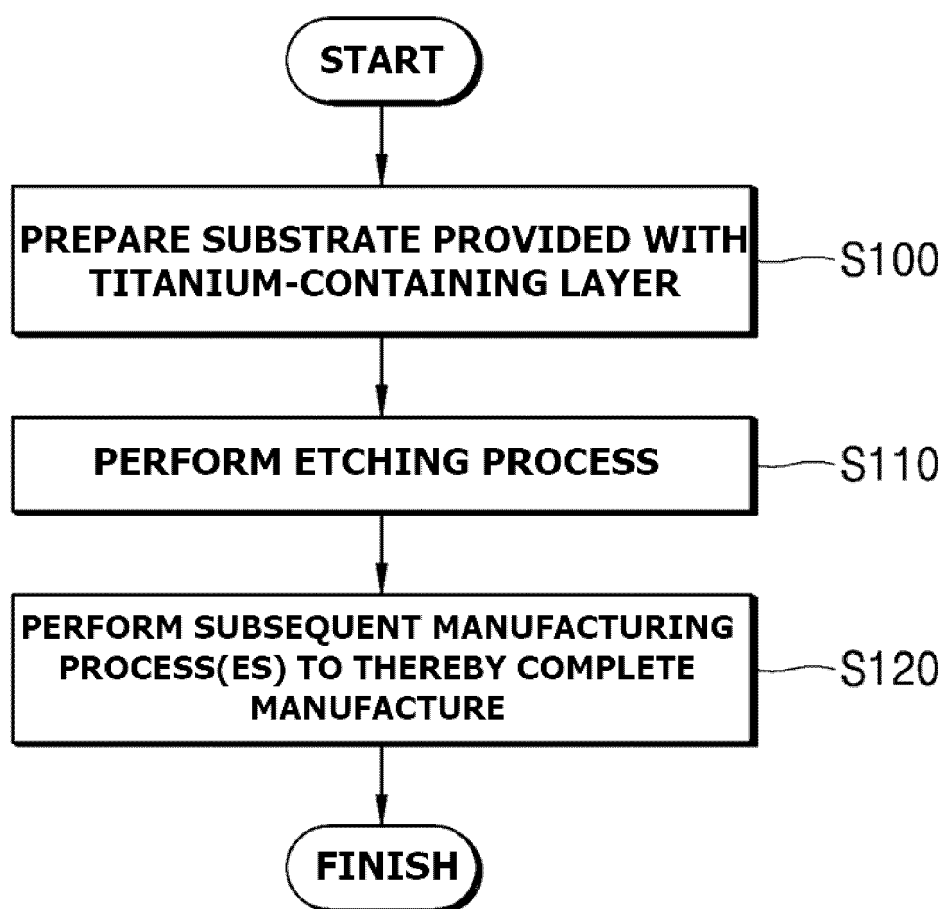 START
PREPARE SUBSTRATE PROVIDED WITH
TITANIUM-CONTAINING LAYER
S100
PERFORM ETCHING PROCESS
S110
PERFORM SUBSEQUENT MANUFACTURING
PROCESS(ES) TO THEREBY COMPLETE
MANUFACTURE
S120
FINISH